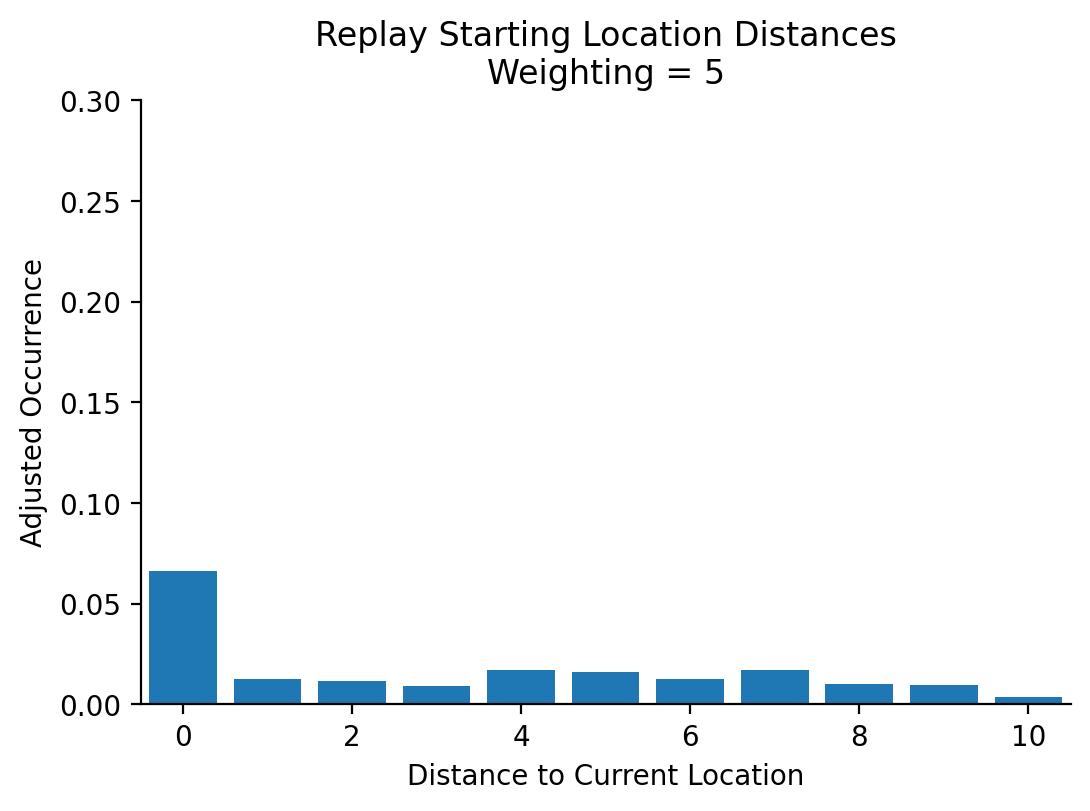 Replay Starting Location Distances
Weighting = 5
0.30
0.25
0.20
0.15
0.10
0.05
0.00
Adjusted Occurrence
0 2 4 6 8 10
Distance to Current Location